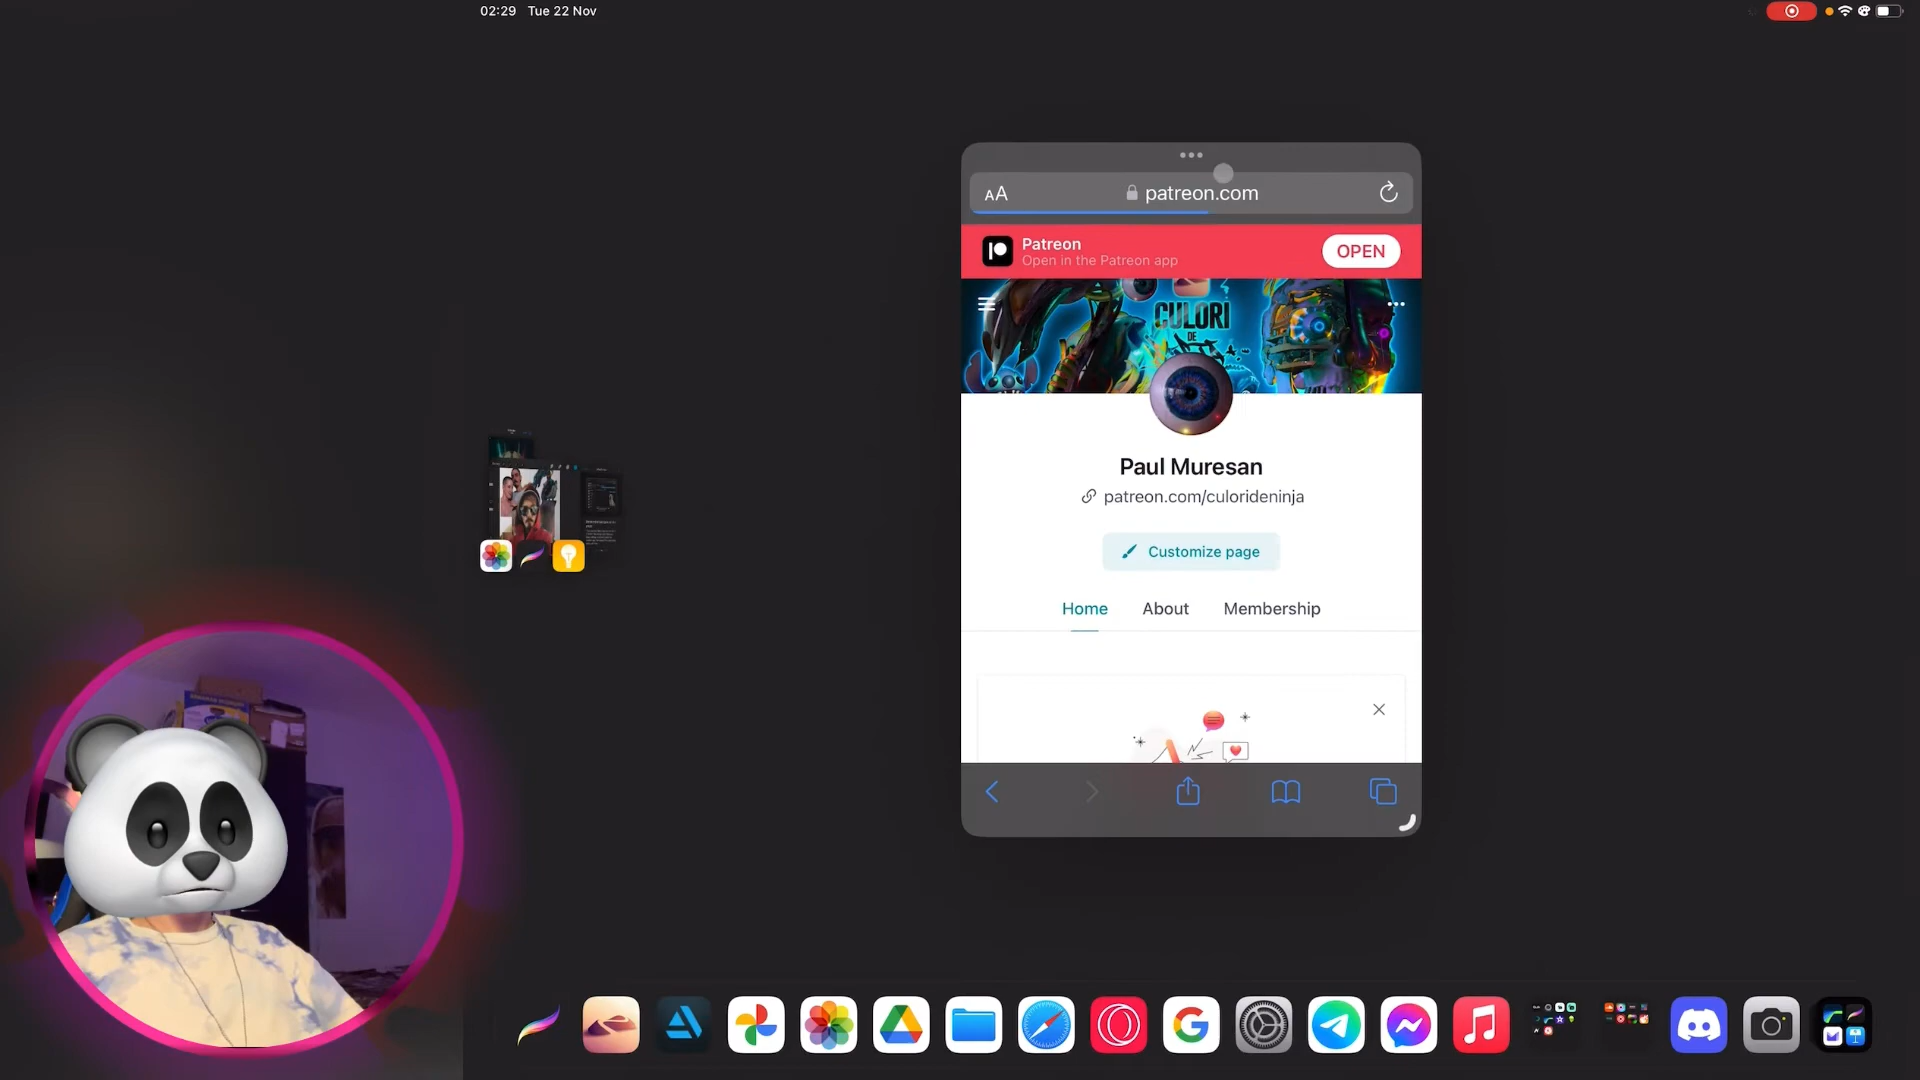 02:29 Tue 22 Nov
AA
patreon.com
Patreon
Open in the Patreon app
OPEN
CULORI
DE
Paul Muresan
patreon.com/culorideninja
Customize page
Home About Membership